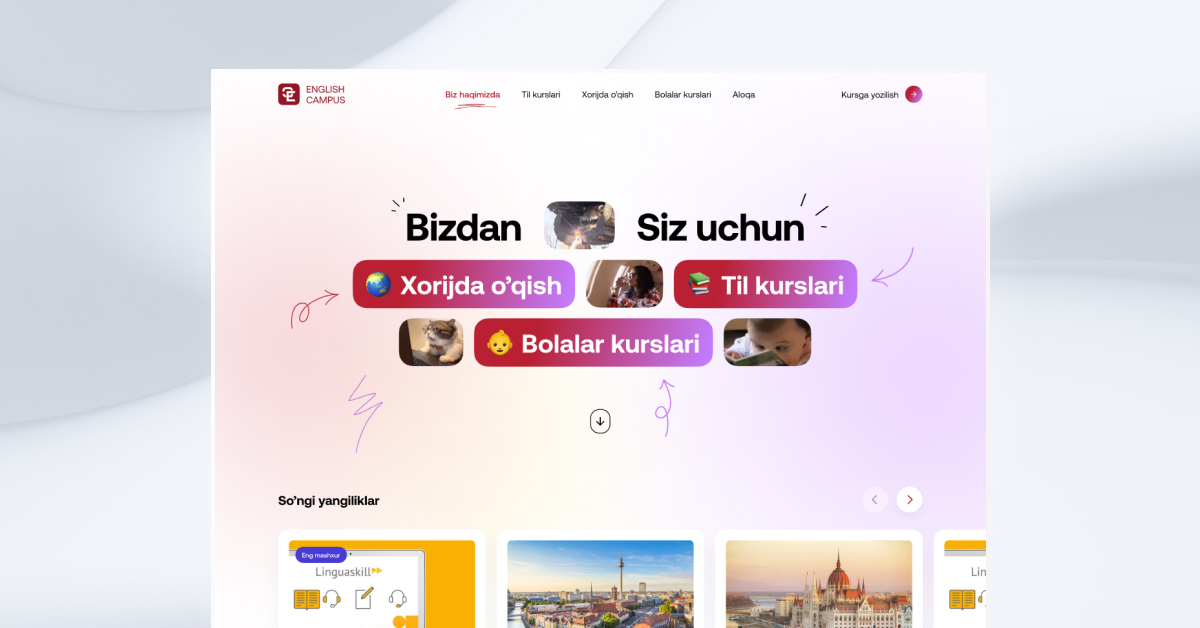 ENGLISH
CAMPUS
Biz haqimizda
Til kurslari
Xorijda o'qish
Bolalar kurslari
Aloqa
Kursga yozilish
Bizdan
Siz uchun
Xorijda o’qish
Til kurslari
Bolalar kurslari
So’ngi yangiliklar
Eng mashxur
Linguaskill
Lin